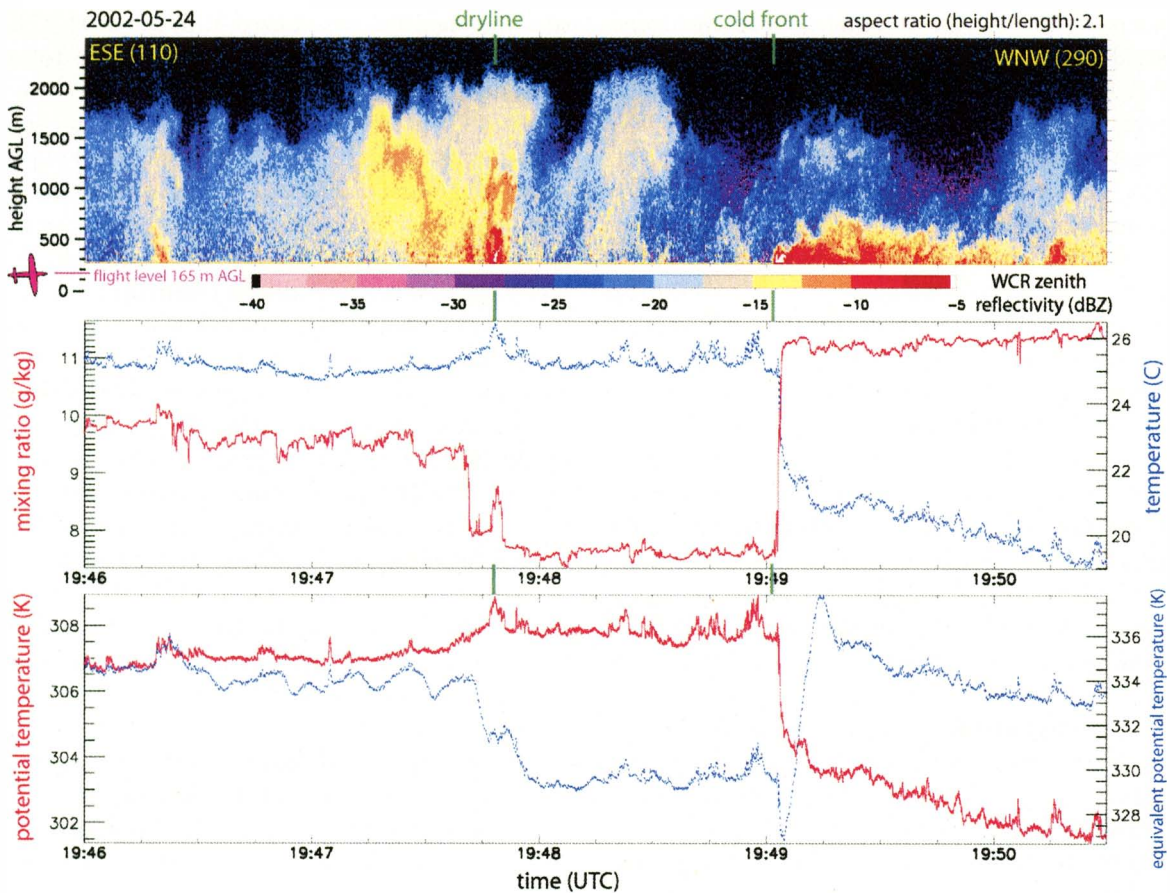 2002-05-24 dryline cold front aspect ratio (height/length): 2.1
ESE (110) WNW (290)
height AGL (m)
2000
1500
1000
500
0
flight level 165 m AGL
WCR zenith
reflectivity (dBZ)
−40 −35 −30 −28 −25 −20 −15 −10 −5
mixing ratio (g/kg)
11
10
9
8
temperature (C)
26
24
22
20
19:46 19:47 19:48 19:49 19:50
potential temperature (K)
308
306
304
302
equivalent potential temperature (K)
336
334
332
330
328
19:46 19:47 19:48 19:49 19:50
time (UTC)